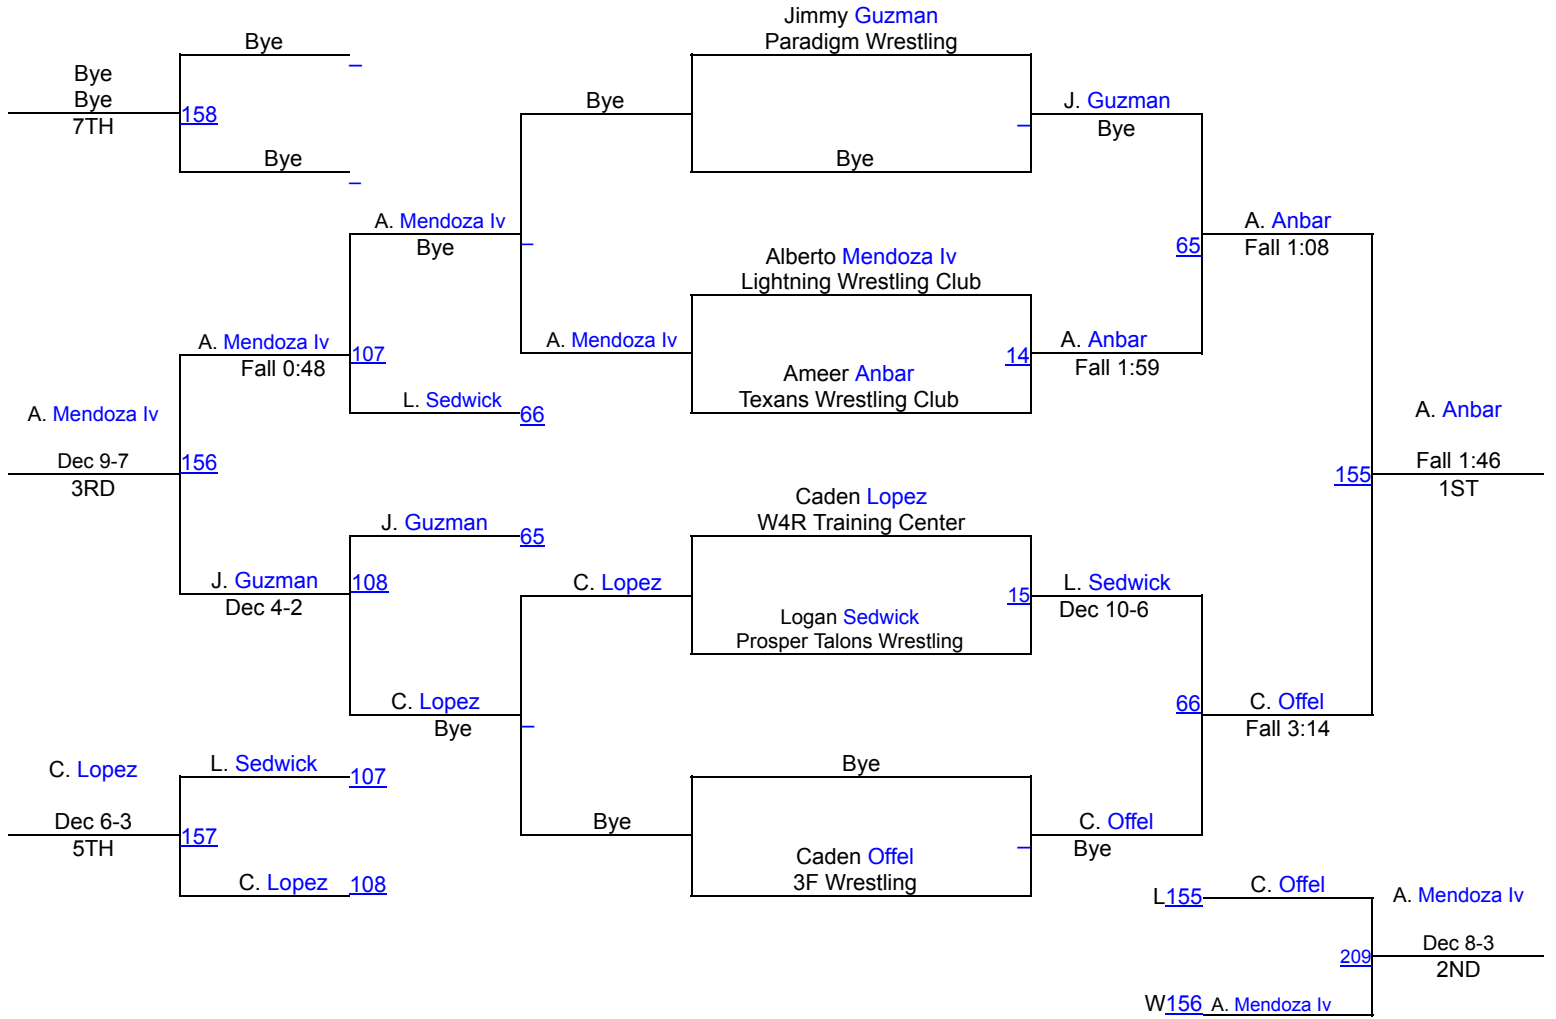 Jimmy Guzman
Paradigm Wrestling
Bye
_
Bye
Bye
7TH
158
Bye
_
Bye
J. Guzman
Bye
_
Bye
A. Mendoza Iv
Bye
_
A. Anbar
Fall 1:08
65
Alberto Mendoza Iv
Lightning Wrestling Club
A. Mendoza Iv
Fall 0:48
107
A. Mendoza Iv
Ameer Anbar
Texans Wrestling Club
14
A. Anbar
Fall 1:59
L. Sedwick
66
A. Mendoza Iv
Dec 9-7
3RD
156
A. Anbar
Fall 1:46
1ST
155
Caden Lopez
W4R Training Center
J. Guzman
65
J. Guzman
Dec 4-2
108
C. Lopez
Logan Sedwick
Prosper Talons Wrestling
15
L. Sedwick
Dec 10-6
C. Lopez
Bye
_
66
C. Offel
Fall 3:14
C. Lopez
Dec 6-3
5TH
L. Sedwick
107
157
C. Lopez
108
Bye
Bye
Caden Offel
3F Wrestling
_
C. Offel
Bye
L155
C. Offel
A. Mendoza Iv
Dec 8-3
2ND
209
W156
A. Mendoza Iv